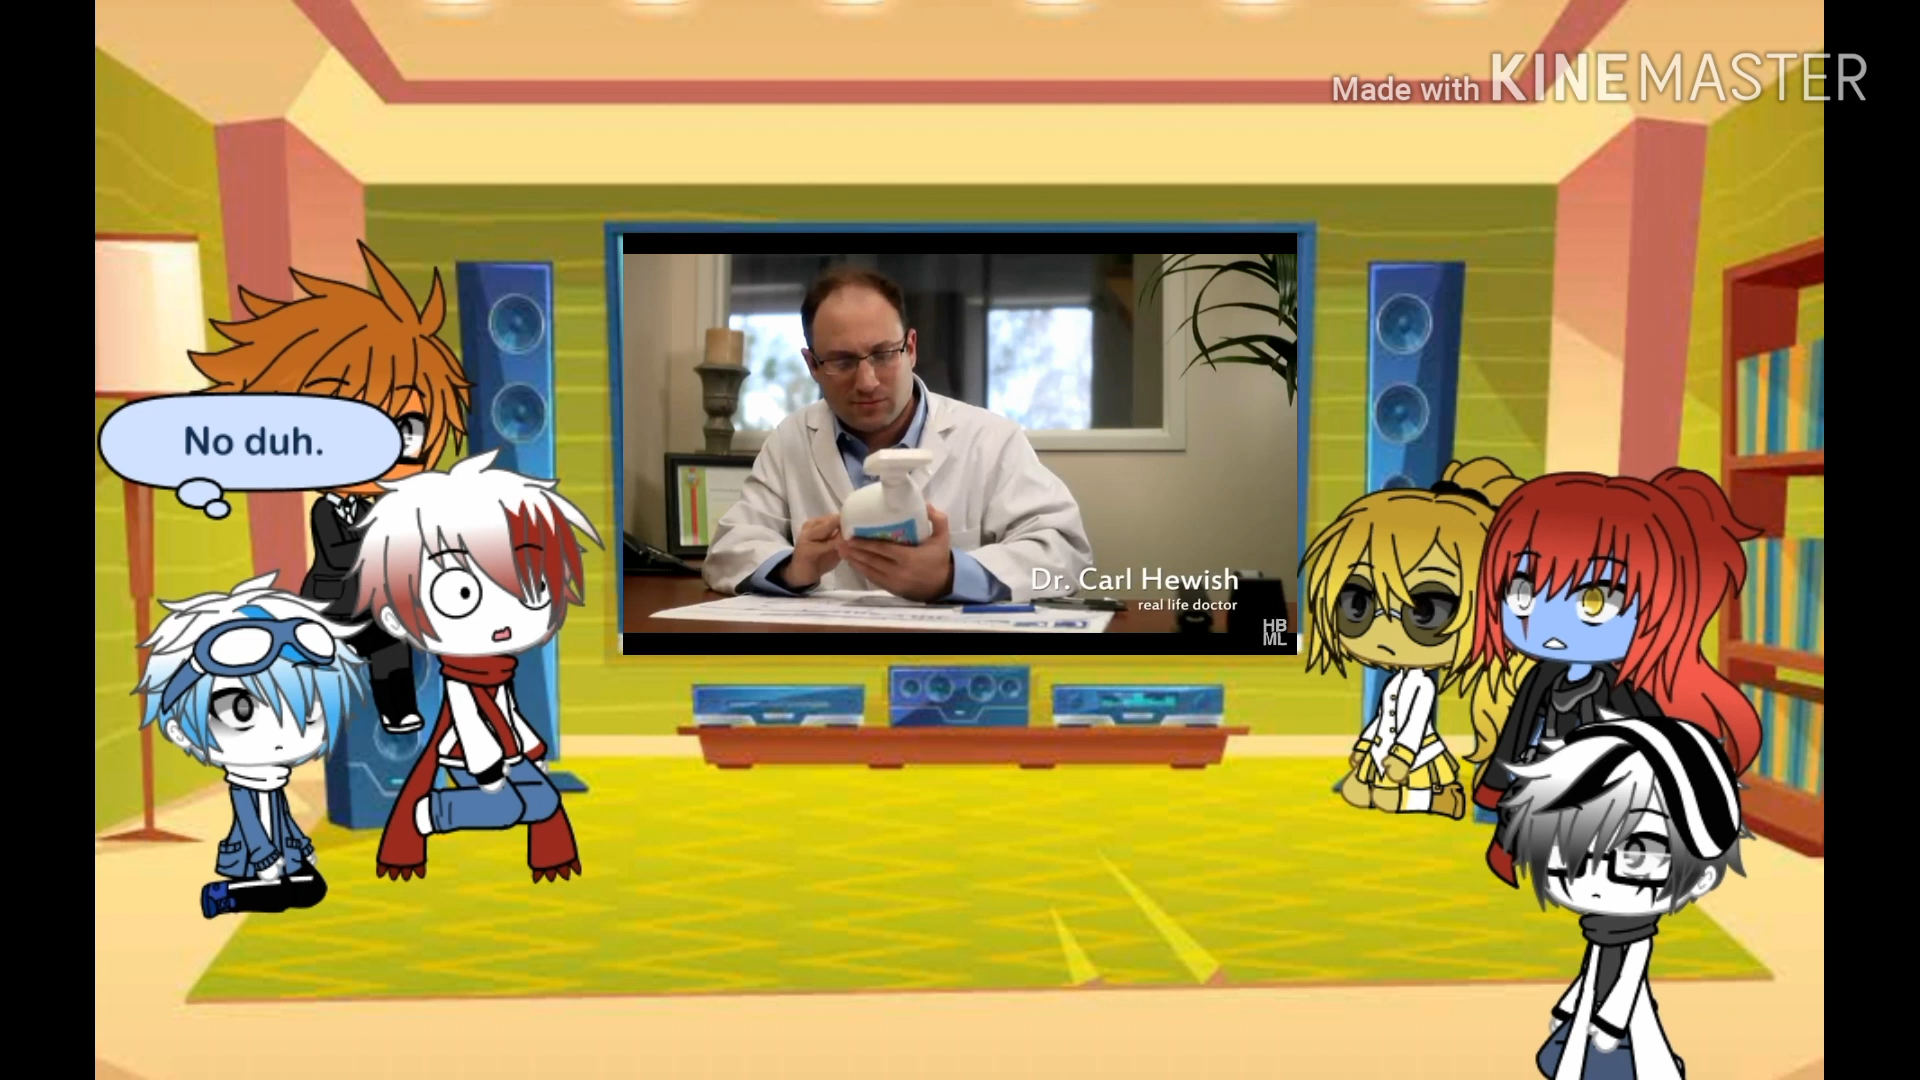 Made with KINEMASTER
No duh.
Dr. Carl Hewish
real life doctor
HB
ML